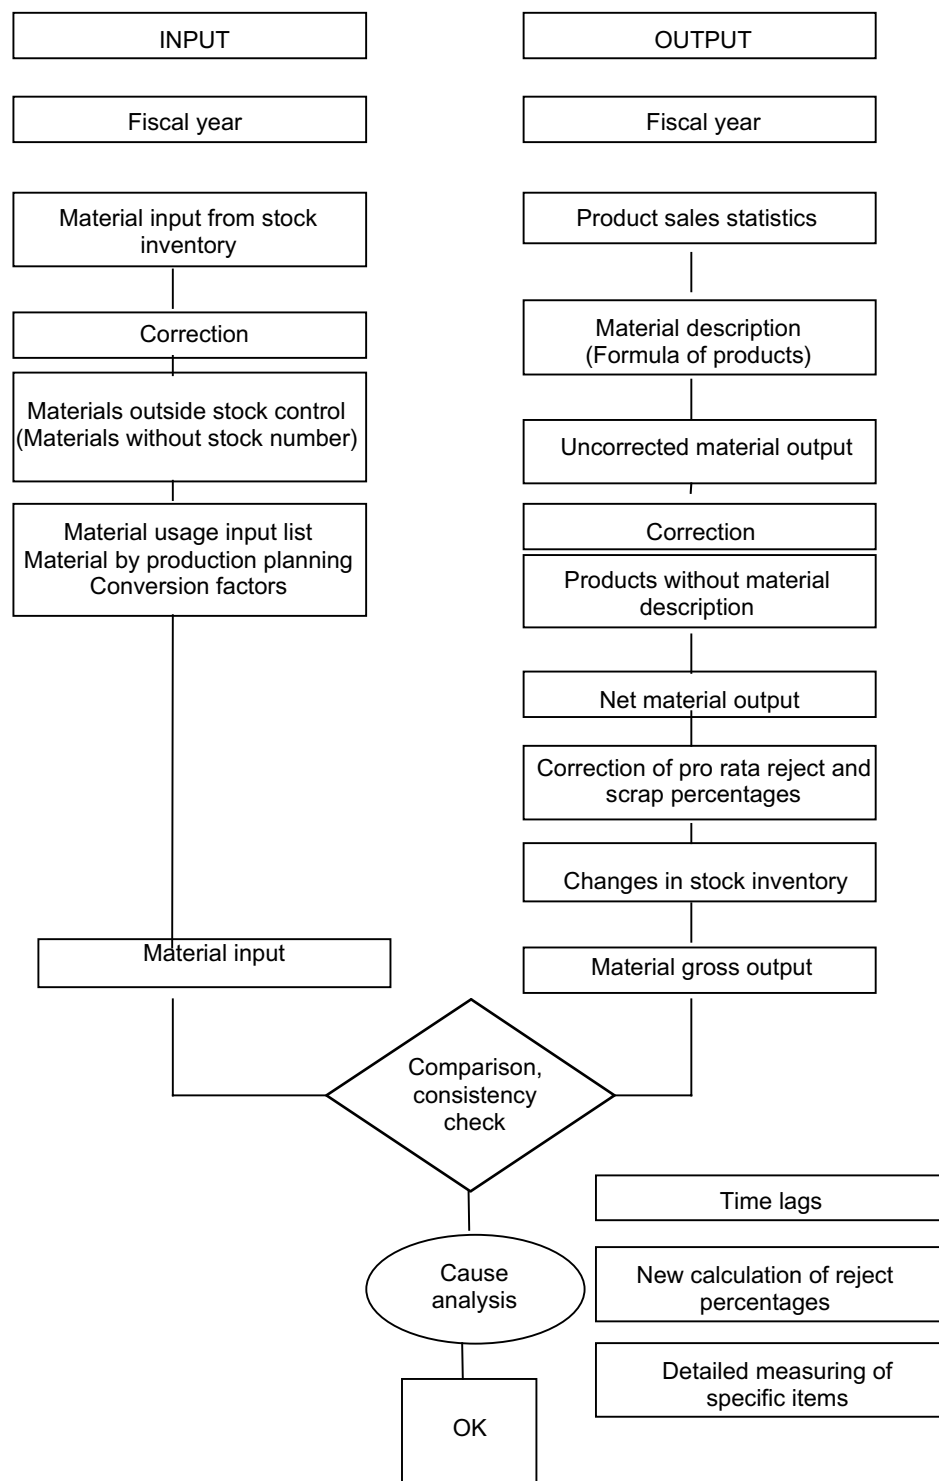 INPUT
OUTPUT
Fiscal year
Fiscal year
Material input from stock
inventory
Product sales statistics
Correction
Material description
(Formula of products)
Materials outside stock control
(Materials without stock number)
Uncorrected material output
Material usage input list
Material by production planning
Conversion factors
Correction
Products without material
description
Net material output
Correction of pro rata reject and
scrap percentages
Changes in stock inventory
Material input
Material gross output
Comparison,
consistency
check
Time lags
Cause
analysis
New calculation of reject
percentages
Detailed measuring of
specific items
OK